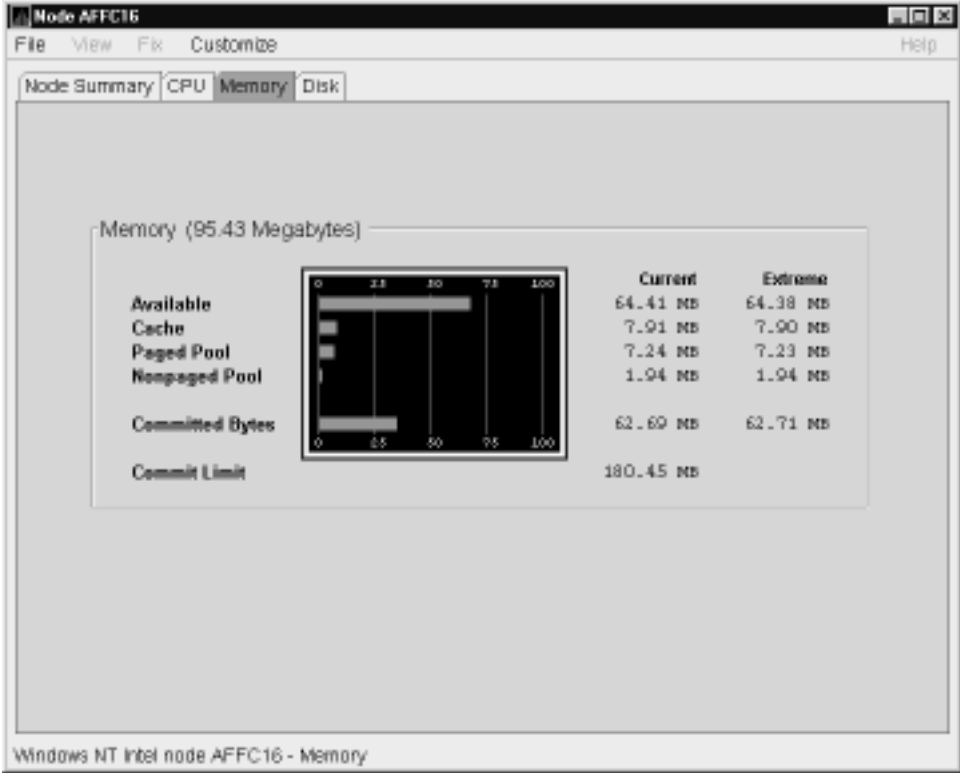 Node AFFC16
File View Fix Customize Help
Node Summary CPU Memory Disk
Memory (95.43 Megabytes)
Current Extreme
0 25 50 75 100
Available 64.41 MB 64.38 MB
Cache 7.91 MB 7.90 MB
Paged Pool 7.24 MB 7.23 MB
Nonpaged Pool 1.94 MB 1.94 MB
Committed Bytes 62.69 MB 62.71 MB
0 25 50 75 100
Commit Limit 180.45 MB
Windows NT Intel node AFFC16 - Memory